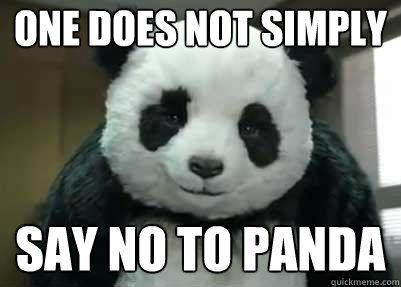 ONE DOES NOT SIMPLY
SAY NO TO PANDA
quickmeme.com